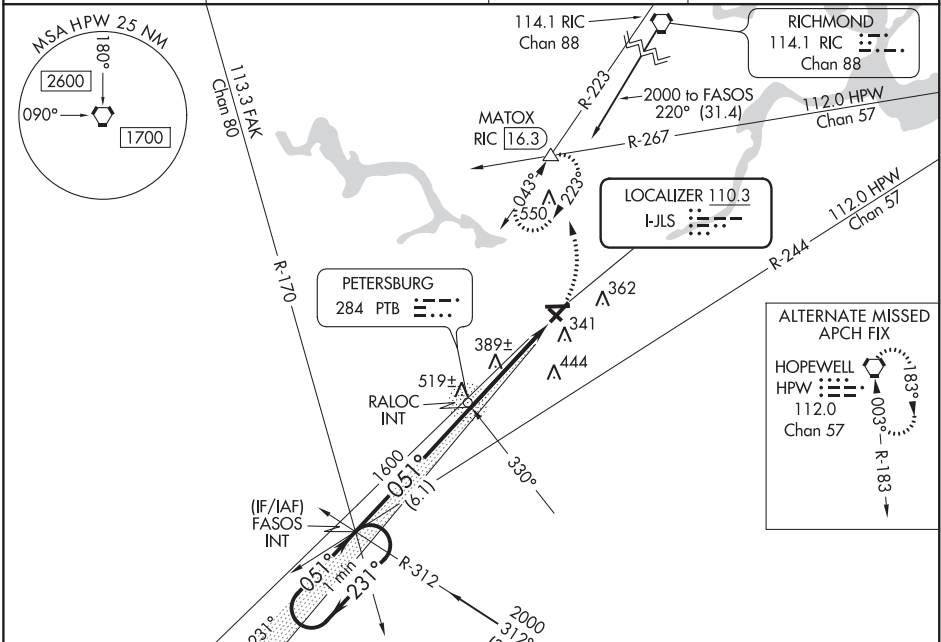 MSA HPW 25 NM
180°
2600
090°
1700
113.3 FAK
Chan 80
R-170
114.1 RIC
Chan 88
RICHMOND
114.1 RIC
Chan 88
R-223
2000 to FASOS
220° (31.4)
112.0 HPW
Chan 57
MATOX
RIC 16.3
R-267
043°
223°
550
LOCALIZER 110.3
I-JLS
112.0 HPW
Chan 57
R-244
PETERSBURG
284 PTB
362
341
389±
444
519±
RALOC
INT
330°
1600
051°
(6.1)
(IF/IAF)
FASOS
INT
051°
1 min
231°
R-312
231°
2000
312°
ALTERNATE MISSED
APCH FIX
HOPEWELL
HPW
112.0
Chan 57
183°
003°
R-183